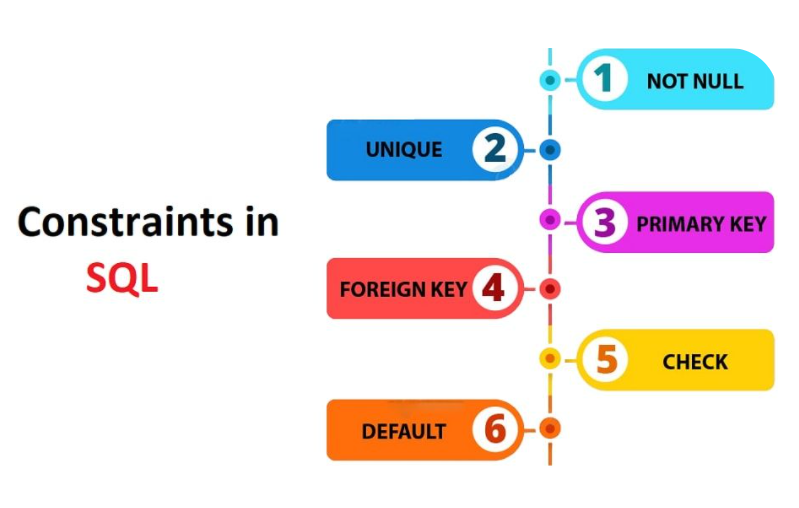 Constraints in
SQL
1 NOT NULL
UNIQUE 2
3 PRIMARY KEY
FOREIGN KEY 4
5 CHECK
DEFAULT 6